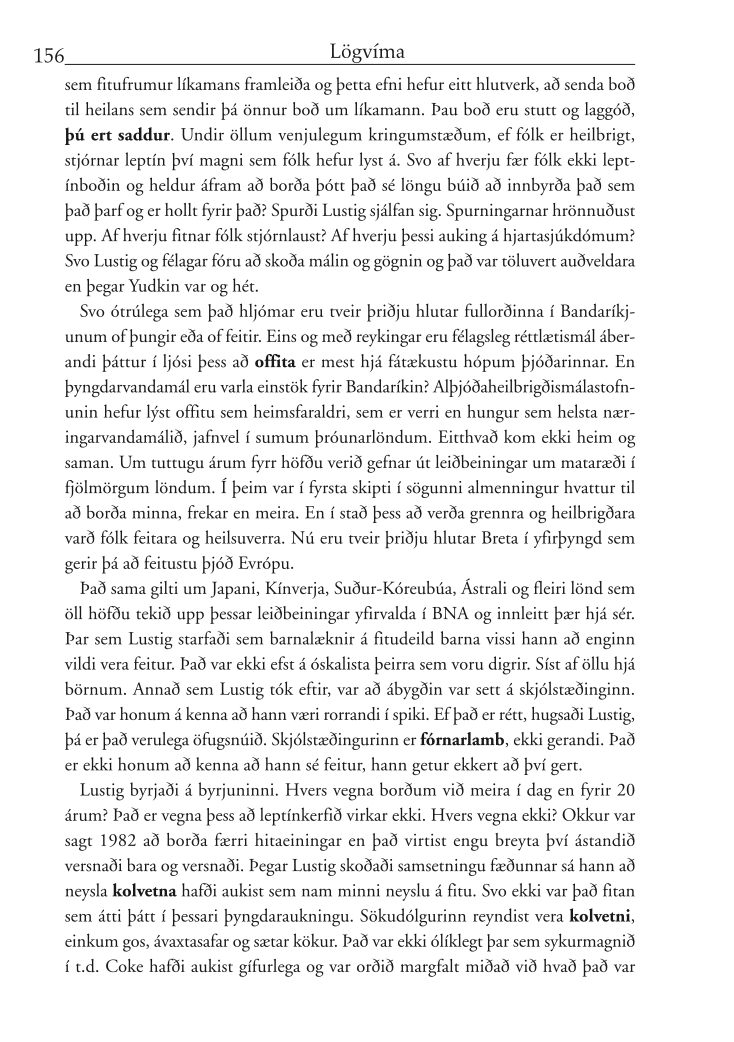 156
Lögvíma
sem fitufrumur líkamans framleiða og þetta efni hefur eitt hlutverk, að senda boð
til heilans sem sendir þá önnur boð um líkamann. Þau boð eru stutt og laggóð,
þú ert saddur. Undir öllum venjulegum kringumstæðum, ef fólk er heilbrigt,
stjórnar leptín því magni sem fólk hefur lyst á. Svo af hverju fær fólk ekki lept-
ínboðin og heldur áfram að borða þótt það sé löngu búið að innbyrða það sem
það þarf og er hollt fyrir það? Spurði Lustig sjálfan sig. Spurningarnar hrönnuðust
upp. Af hverju fitnar fólk stjórnlaust? Af hverju þessi auking á hjartasjúkdómum?
Svo Lustig og félagar fóru að skoða málin og gögnin og það var töluvert auðveldara
en þegar Yudkin var og hét.
Svo ótrúlega sem það hljómar eru tveir þriðju hlutar fullorðinna í Bandaríkj-
unum of þungir eða of feitir. Eins og með reykingar eru félagsleg réttlætismál áber-
andi þáttur í ljósi þess að offita er mest hjá fátækustu hópum þjóðarinnar. En
þyngdarvandamál eru varla einstök fyrir Bandaríkin? Alþjóðaheilbrigðismálastofn-
unin hefur lýst offitu sem heimsfaraldri, sem er verri en hungur sem helsta nær-
ingarvandamálið, jafnvel í sumum þróunarlöndum. Eitthvað kom ekki heim og
saman. Um tuttugu árum fyrr höfðu verið gefnar út leiðbeiningar um mataræði í
fjölmörgum löndum. Í þeim var í fyrsta skipti í sögunni almenningur hvattur til
að borða minna, frekar en meira. En í stað þess að verða grennra og heilbrigðara
varð fólk feitara og heilsuverra. Nú eru tveir þriðju hlutar Breta í yfirþyngd sem
gerir þá að feitustu þjóð Evrópu.
Það sama gilti um Japani, Kínverja, Suður-Kóreubúa, Ástrali og fleiri lönd sem
öll höfðu tekið upp þessar leiðbeiningar yfirvalda í BNA og innleitt þær hjá sér.
Þar sem Lustig starfaði sem barnalæknir á fitudeild barna vissi hann að enginn
vildi vera feitur. Það var ekki efst á óskalista þeirra sem voru digrir. Síst af öllu hjá
börnum. Annað sem Lustig tók eftir, var að ábygðin var sett á skjólstæðinginn.
Það var honum á kenna að hann væri rorrandi í spiki. Ef það er rétt, hugsaði Lustig,
þá er það verulega öfugsnúið. Skjólstæðingurinn er fórnarlamb, ekki gerandi. Það
er ekki honum að kenna að hann sé feitur, hann getur ekkert að því gert.
Lustig byrjaði á byrjuninni. Hvers vegna borðum við meira í dag en fyrir 20
árum? Það er vegna þess að leptínkerfið virkar ekki. Hvers vegna ekki? Okkur var
sagt 1982 að borða færri hitaeiningar en það virtist engu breyta því ástandið
versnaði bara og versnaði. Þegar Lustig skoðaði samsetningu fæðunnar sá hann að
neysla kolvetna hafði aukist sem nam minni neyslu á fitu. Svo ekki var það fitan
sem átti þátt í þessari þyngdaraukningu. Sökudólgurinn reyndist vera kolvetni,
einkum gos, ávaxtasafar og sætar kökur. Það var ekki ólíklegt þar sem sykurmagnið
í t.d. Coke hafði aukist gífurlega og var orðið margfalt miðað við hvað það var